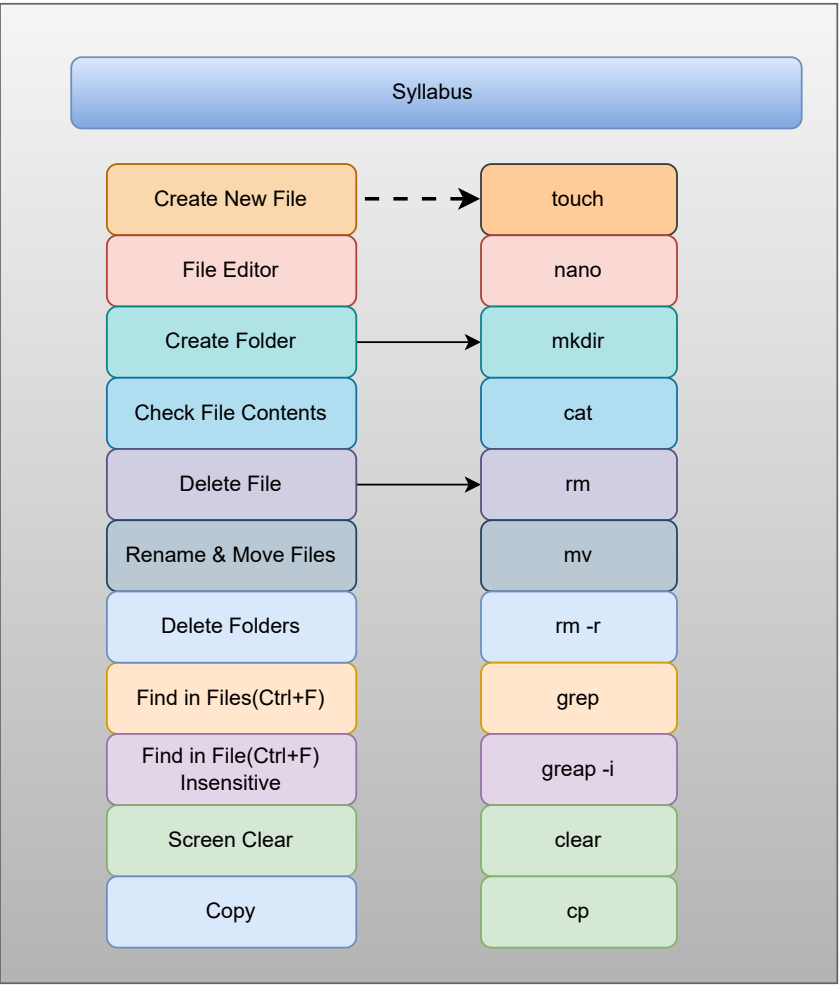 Syllabus
Create New File
touch
File Editor
nano
Create Folder
mkdir
Check File Contents
cat
Delete File
rm
Rename & Move Files
mv
Delete Folders
rm -r
Find in Files(Ctrl+F)
grep
Find in File(Ctrl+F)
Insensitive
greap -i
Screen Clear
clear
Copy
cp